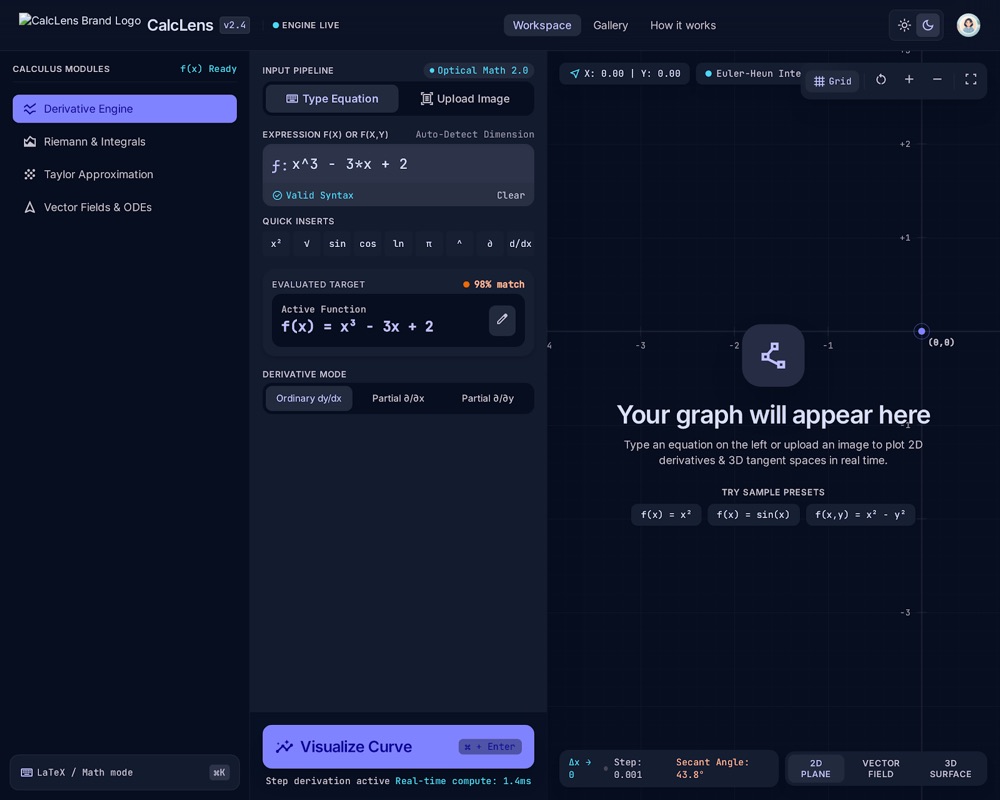 CalcLens Brand Logo
CalcLens
v2.4
ENGINE LIVE
Workspace
Gallery
How it works
CALCULUS MODULES
f(x) Ready
Derivative Engine
Riemann & Integrals
Taylor Approximation
Vector Fields & ODEs
LaTeX / Math mode
⌘K
INPUT PIPELINE
Optical Math 2.0
Type Equation
Upload Image
EXPRESSION F(X) OR F(X,Y)
Auto-Detect Dimension
ƒ: x^3 - 3*x + 2
Valid Syntax
Clear
QUICK INSERTS
x²
√
sin
cos
ln
π
^
∂
d/dx
EVALUATED TARGET
98% match
Active Function
f(x) = x³ - 3x + 2
DERIVATIVE MODE
Ordinary dy/dx
Partial ∂/∂x
Partial ∂/∂y
Visualize Curve
⌘ + Enter
Step derivation active
Real-time compute: 1.4ms
X: 0.00 | Y: 0.00
Euler-Heun Inte
Grid
+2
+1
4
-3
-2
-1
(0,0)
Your graph will appear here
-1
Type an equation on the left or upload an image to plot 2D
derivatives & 3D tangent spaces in real time.
TRY SAMPLE PRESETS
f(x) = x²
f(x) = sin(x)
f(x,y) = x² - y²
-3
Δx →
0
Step:
0.001
Secant Angle:
43.8°
2D
PLANE
VECTOR
FIELD
3D
SURFACE